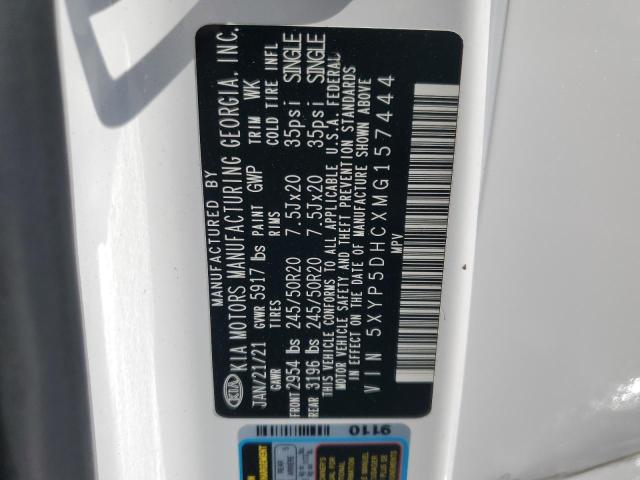 MANUFACTURED BY
KIA KIA MOTORS MANUFACTURING GEORGIA, INC.
JAN/21/21 GVWR 5917 lbs PAINT GWP TRIM WK
GAWR TIRES RIMS COLD TIRE INFL
FRONT 2954 lbs 245/50R20 7.5Jx20 35psi SINGLE
REAR 3196 lbs 245/50R20 7.5Jx20 35psi SINGLE
THIS VEHICLE CONFORMS TO ALL APPLICABLE U.S.A. FEDERAL
MOTOR VEHICLE SAFETY AND THEFT PREVENTION STANDARDS
IN EFFECT ON THE DATE OF MANUFACTURE SHOWN ABOVE
VIN 5XYP5DHCXMG157444
MPV
9110